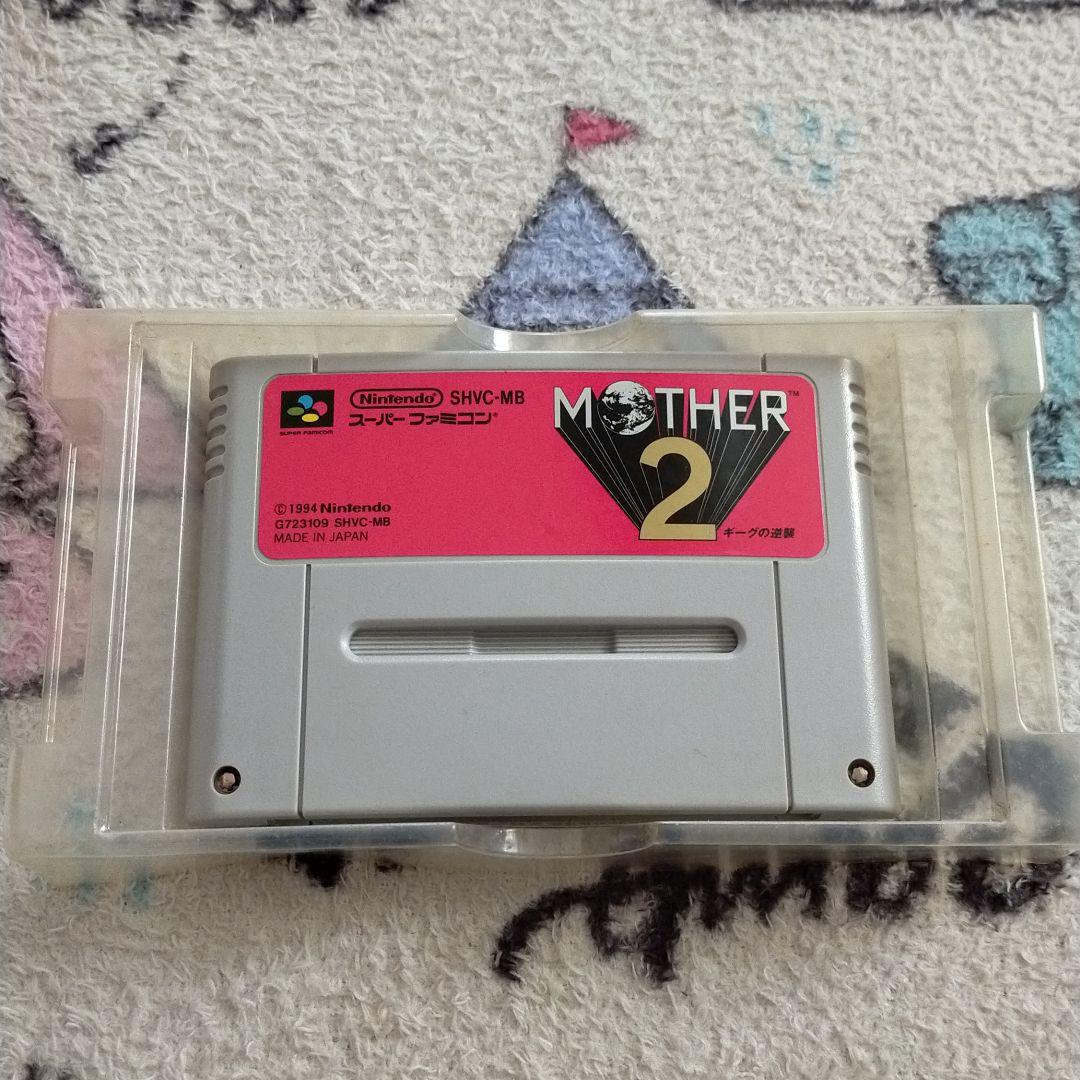 Nintendo SHVC-MB
スーパーファミコン®
SUPER FAMICOM
MOTHER™
2
ギーグの逆襲
©1994 Nintendo
G723109 SHVC-MB
MADE IN JAPAN